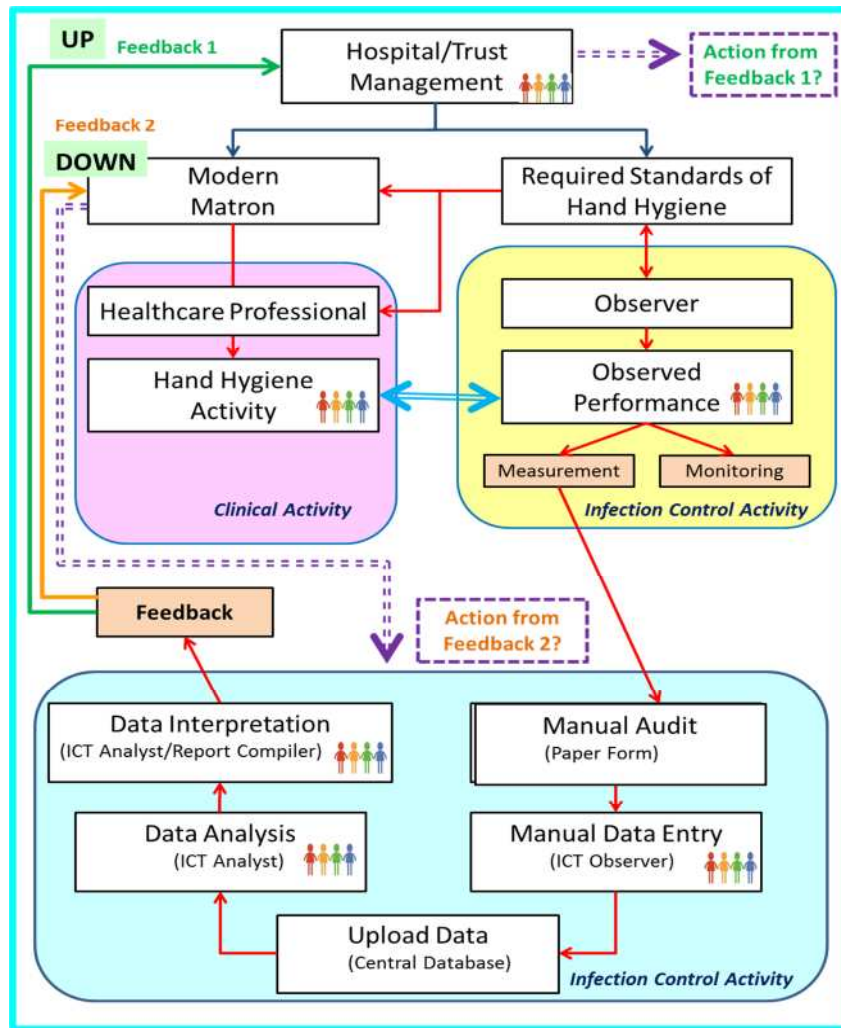 UP
Feedback 1
Hospital/Trust
Management
Action from
Feedback 1?
Feedback 2
DOWN
Modern
Matron
Required Standards of
Hand Hygiene
Healthcare Professional
Observer
Hand Hygiene
Activity
Observed
Performance
Measurement
Monitoring
Clinical Activity
Infection Control Activity
Feedback
Action from
Feedback 2?
Data Interpretation
(ICT Analyst/Report Compiler)
Manual Audit
(Paper Form)
Data Analysis
(ICT Analyst)
Manual Data Entry
(ICT Observer)
Upload Data
(Central Database)
Infection Control Activity